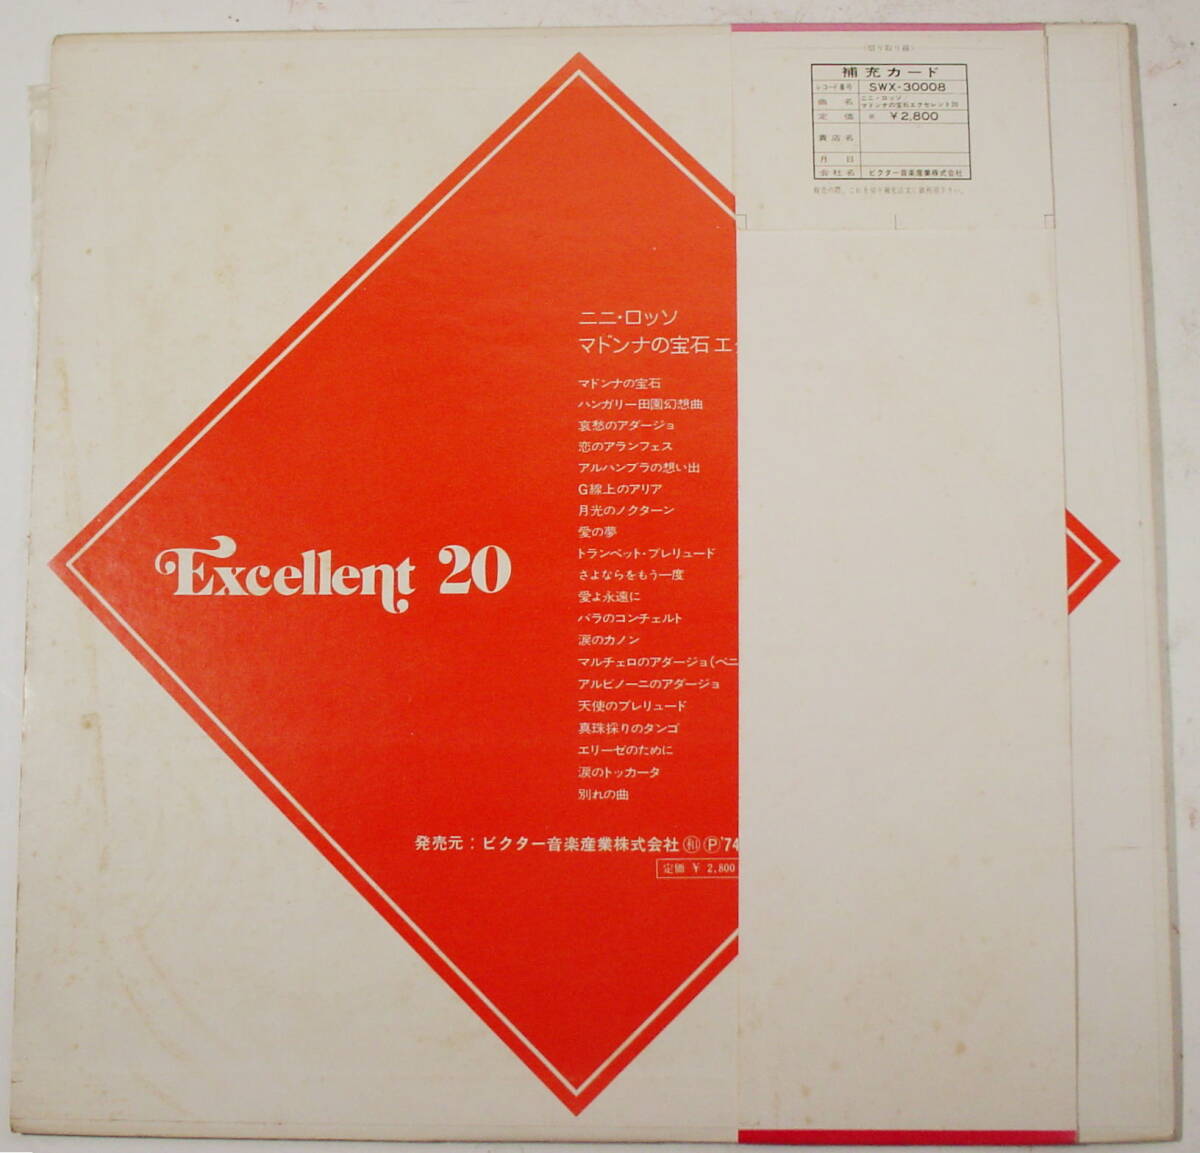 (切り取り線)
補充カード
レコード番号 SWX-30008
曲名 ニニ・ロッソ
マドンナの宝石エクセレント20
定価 ¥2,800
貴店名
月 日
会社名 ビクター音楽産業株式会社
ニニ・ロッソ
マドンナの宝石 エ
マドンナの宝石
ハンガリー田園幻想曲
哀愁のアダージョ
恋のアランフェス
アルハンブラの想い出
G線上のアリア
月光のノクターン
愛の夢
トランペット・プレリュード
Excellent 20
さよならをもう一度
愛よ永遠に
バラのコンチェルト
涙のカノン
マルチェロのアダージョ(ベニ
アルビノーニのアダージョ
天使のプレリュード
真珠採りのタンゴ
エリーゼのために
涙のトッカータ
別れの曲
発売元:ビクター音楽産業株式会社 ⓟ'74
定価 ¥ 2,800